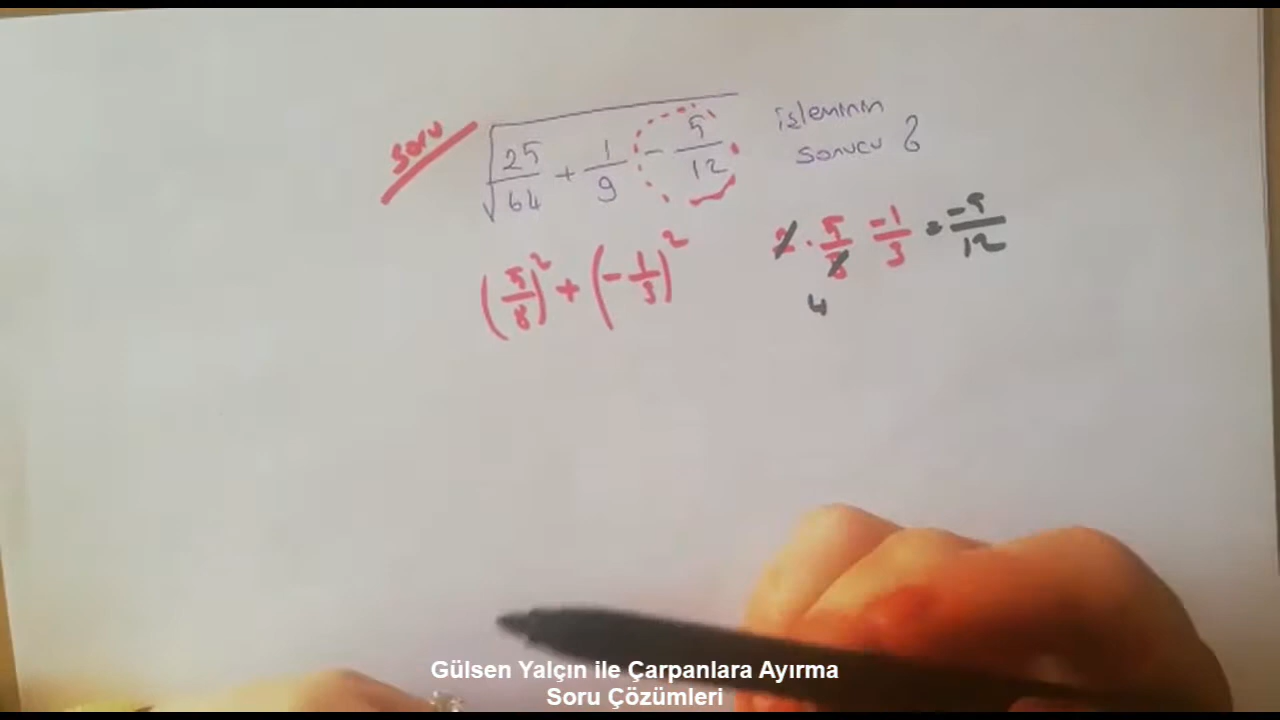 soru
√25/64 + 1/9 - 5/12 işleminin
sonucu ?
(5/8)² + (-1/3)²
2 · 5/8 -1/3 = -5/12
4
Gülsen Yalçın ile Çarpanlara Ayırma
Soru Çözümleri